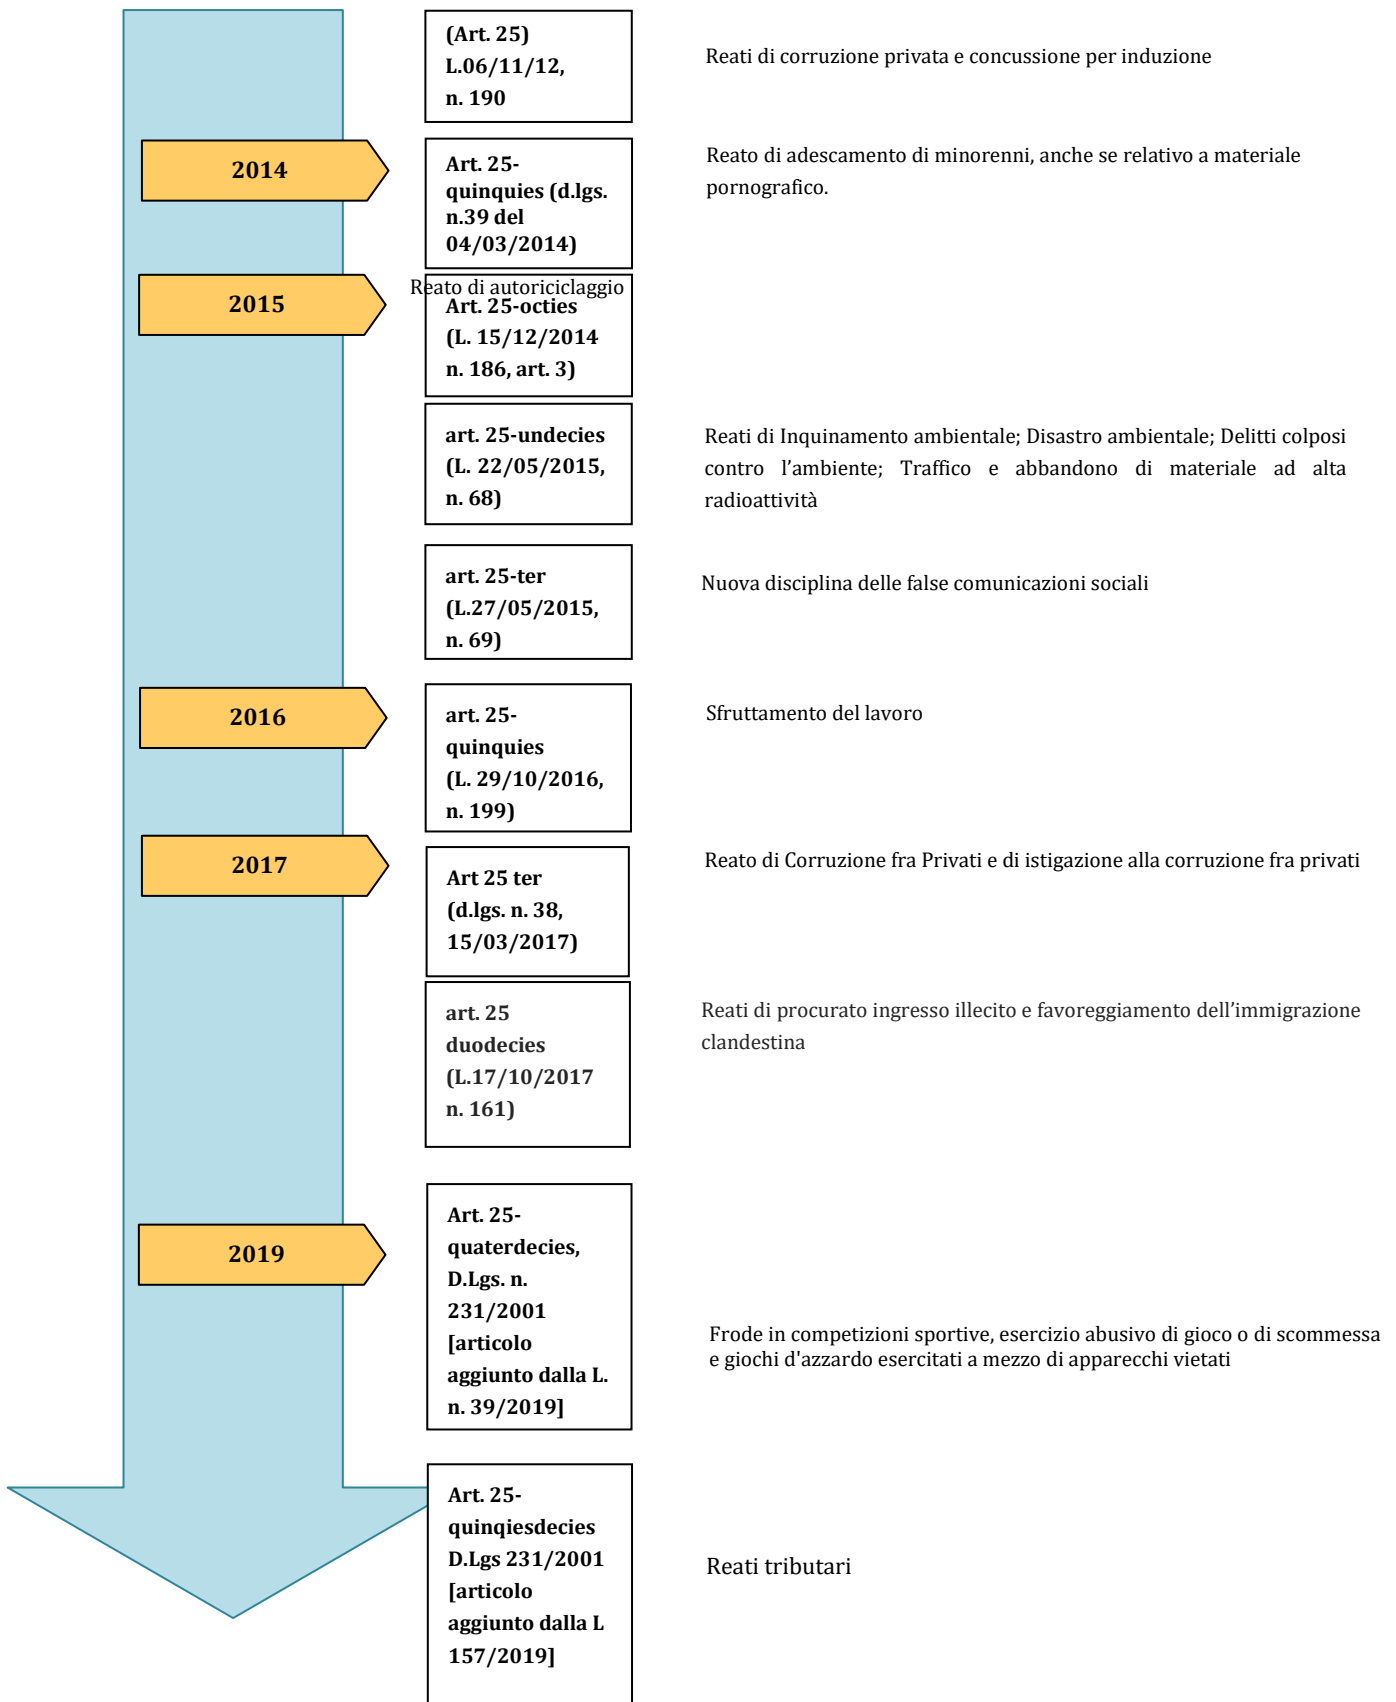 (Art. 25)
L.06/11/12,
n. 190
Reati di corruzione privata e concussione per induzione
2014
Art. 25-
quinquies (d.lgs.
n.39 del
04/03/2014)
Reato di adescamento di minorenni, anche se relativo a materiale
pornografico.
2015
Reato di autoriciclaggio
Art. 25-octies
(L. 15/12/2014
n. 186, art. 3)
art. 25-undecies
(L. 22/05/2015,
n. 68)
Reati di Inquinamento ambientale; Disastro ambientale; Delitti colposi
contro l’ambiente; Traffico e abbandono di materiale ad alta
radioattività
art. 25-ter
(L.27/05/2015,
n. 69)
Nuova disciplina delle false comunicazioni sociali
2016
art. 25-
quinquies
(L. 29/10/2016,
n. 199)
Sfruttamento del lavoro
2017
Art 25 ter
(d.lgs. n. 38,
15/03/2017)
Reato di Corruzione fra Privati e di istigazione alla corruzione fra privati
art. 25
duodecies
(L.17/10/2017
n. 161)
Reati di procurato ingresso illecito e favoreggiamento dell’immigrazione
clandestina
2019
Art. 25-
quaterdecies,
D.Lgs. n.
231/2001
[articolo
aggiunto dalla L.
n. 39/2019]
Frode in competizioni sportive, esercizio abusivo di gioco o di scommessa
e giochi d'azzardo esercitati a mezzo di apparecchi vietati
Art. 25-
quinqiesdecies
D.Lgs 231/2001
[articolo
aggiunto dalla L
157/2019]
Reati tributari